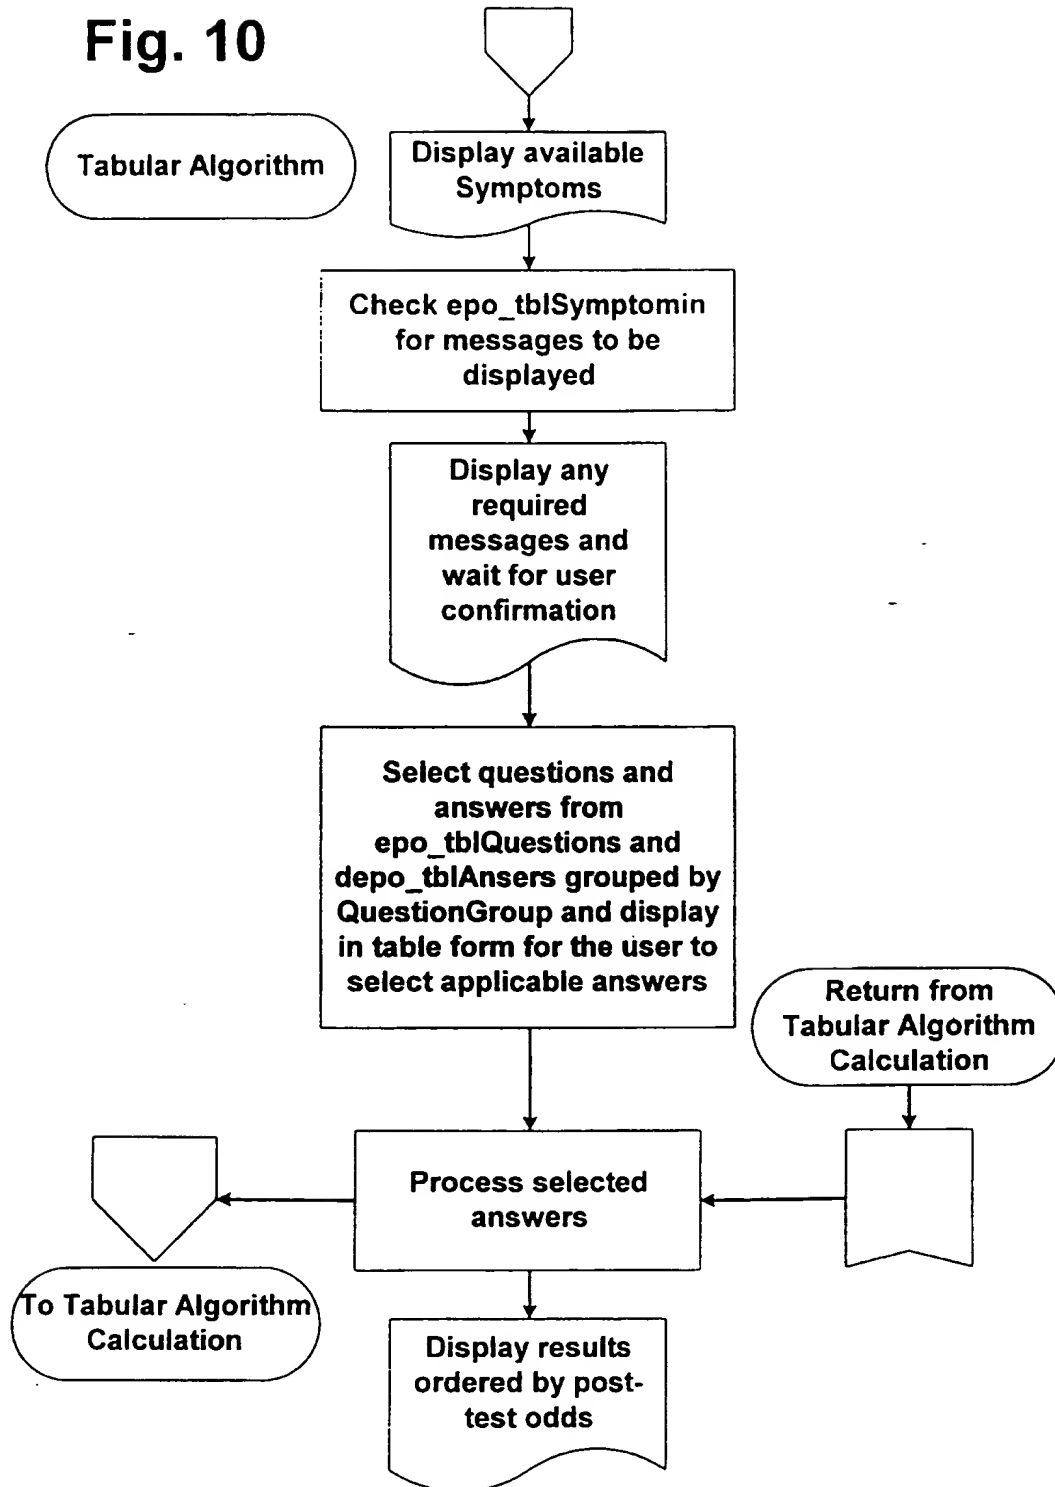 Fig. 10
Tabular Algorithm
Display available
Symptoms
Check epo_tblSymptomin
for messages to be
displayed
Display any
required
messages and
wait for user
confirmation
Select questions and
answers from
epo_tblQuestions and
depo_tblAnsers grouped by
QuestionGroup and display
in table form for the user to
select applicable answers
Return from
Tabular Algorithm
Calculation
Process selected
answers
To Tabular Algorithm
Calculation
Display results
ordered by post-
test odds